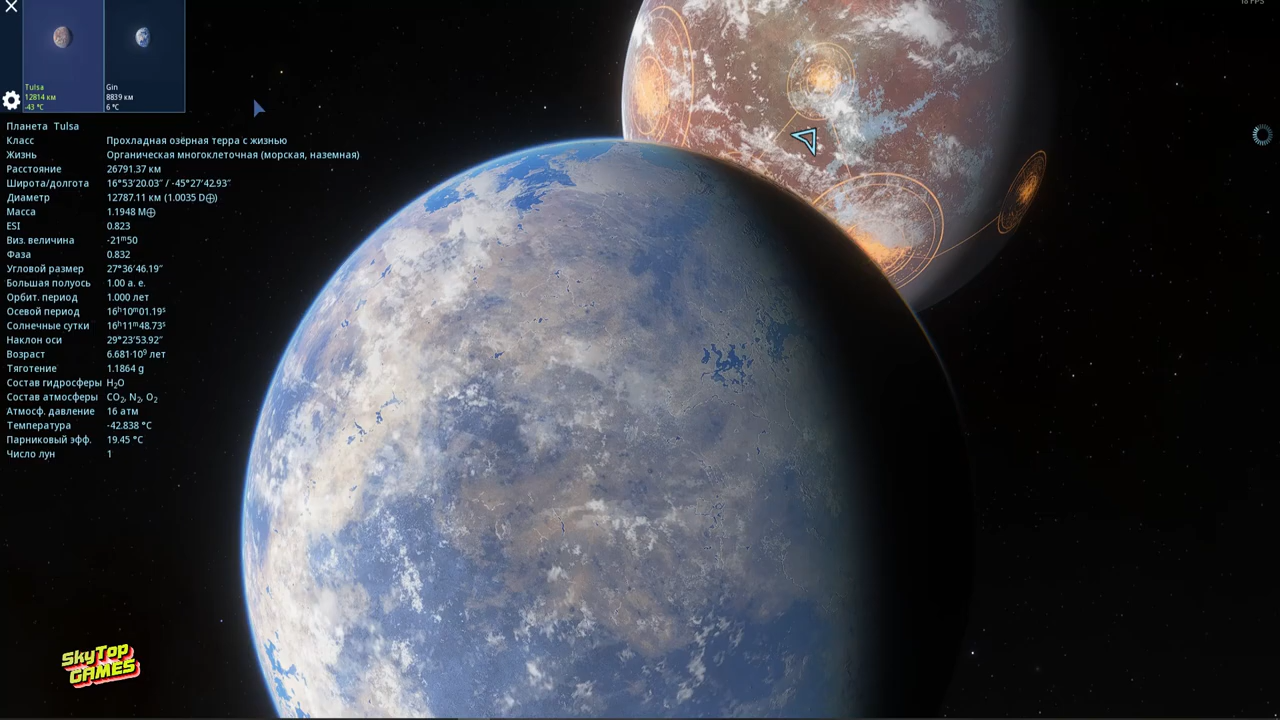 18 FPS
Tulsa
12814 км
-43 °C
Gin
8839 км
6 °C
Планета Tulsa
Класс Прохладная озёрная терра с жизнью
Жизнь Органическая многоклеточная (морская, наземная)
Расстояние 26791.37 км
Широта/долгота 16°53′20.03″ / -45°27′42.93″
Диаметр 12787.11 км (1.0035 D⊕)
Масса 1.1948 M⊕
ESI 0.823
Виз. величина -21ᵐ50
Фаза 0.832
Угловой размер 27°36′46.19″
Большая полуось 1.00 а. е.
Орбит. период 1.000 лет
Осевой период 16ʰ10ᵐ01.19ˢ
Солнечные сутки 16ʰ11ᵐ48.73ˢ
Наклон оси 29°23′53.92″
Возраст 6.681·10⁹ лет
Тяготение 1.1864 g
Состав гидросферы H₂O
Состав атмосферы CO₂, N₂, O₂
Атмосф. давление 16 атм
Температура -42.838 °C
Парниковый эфф. 19.45 °C
Число лун 1
SkyTop
GAMES